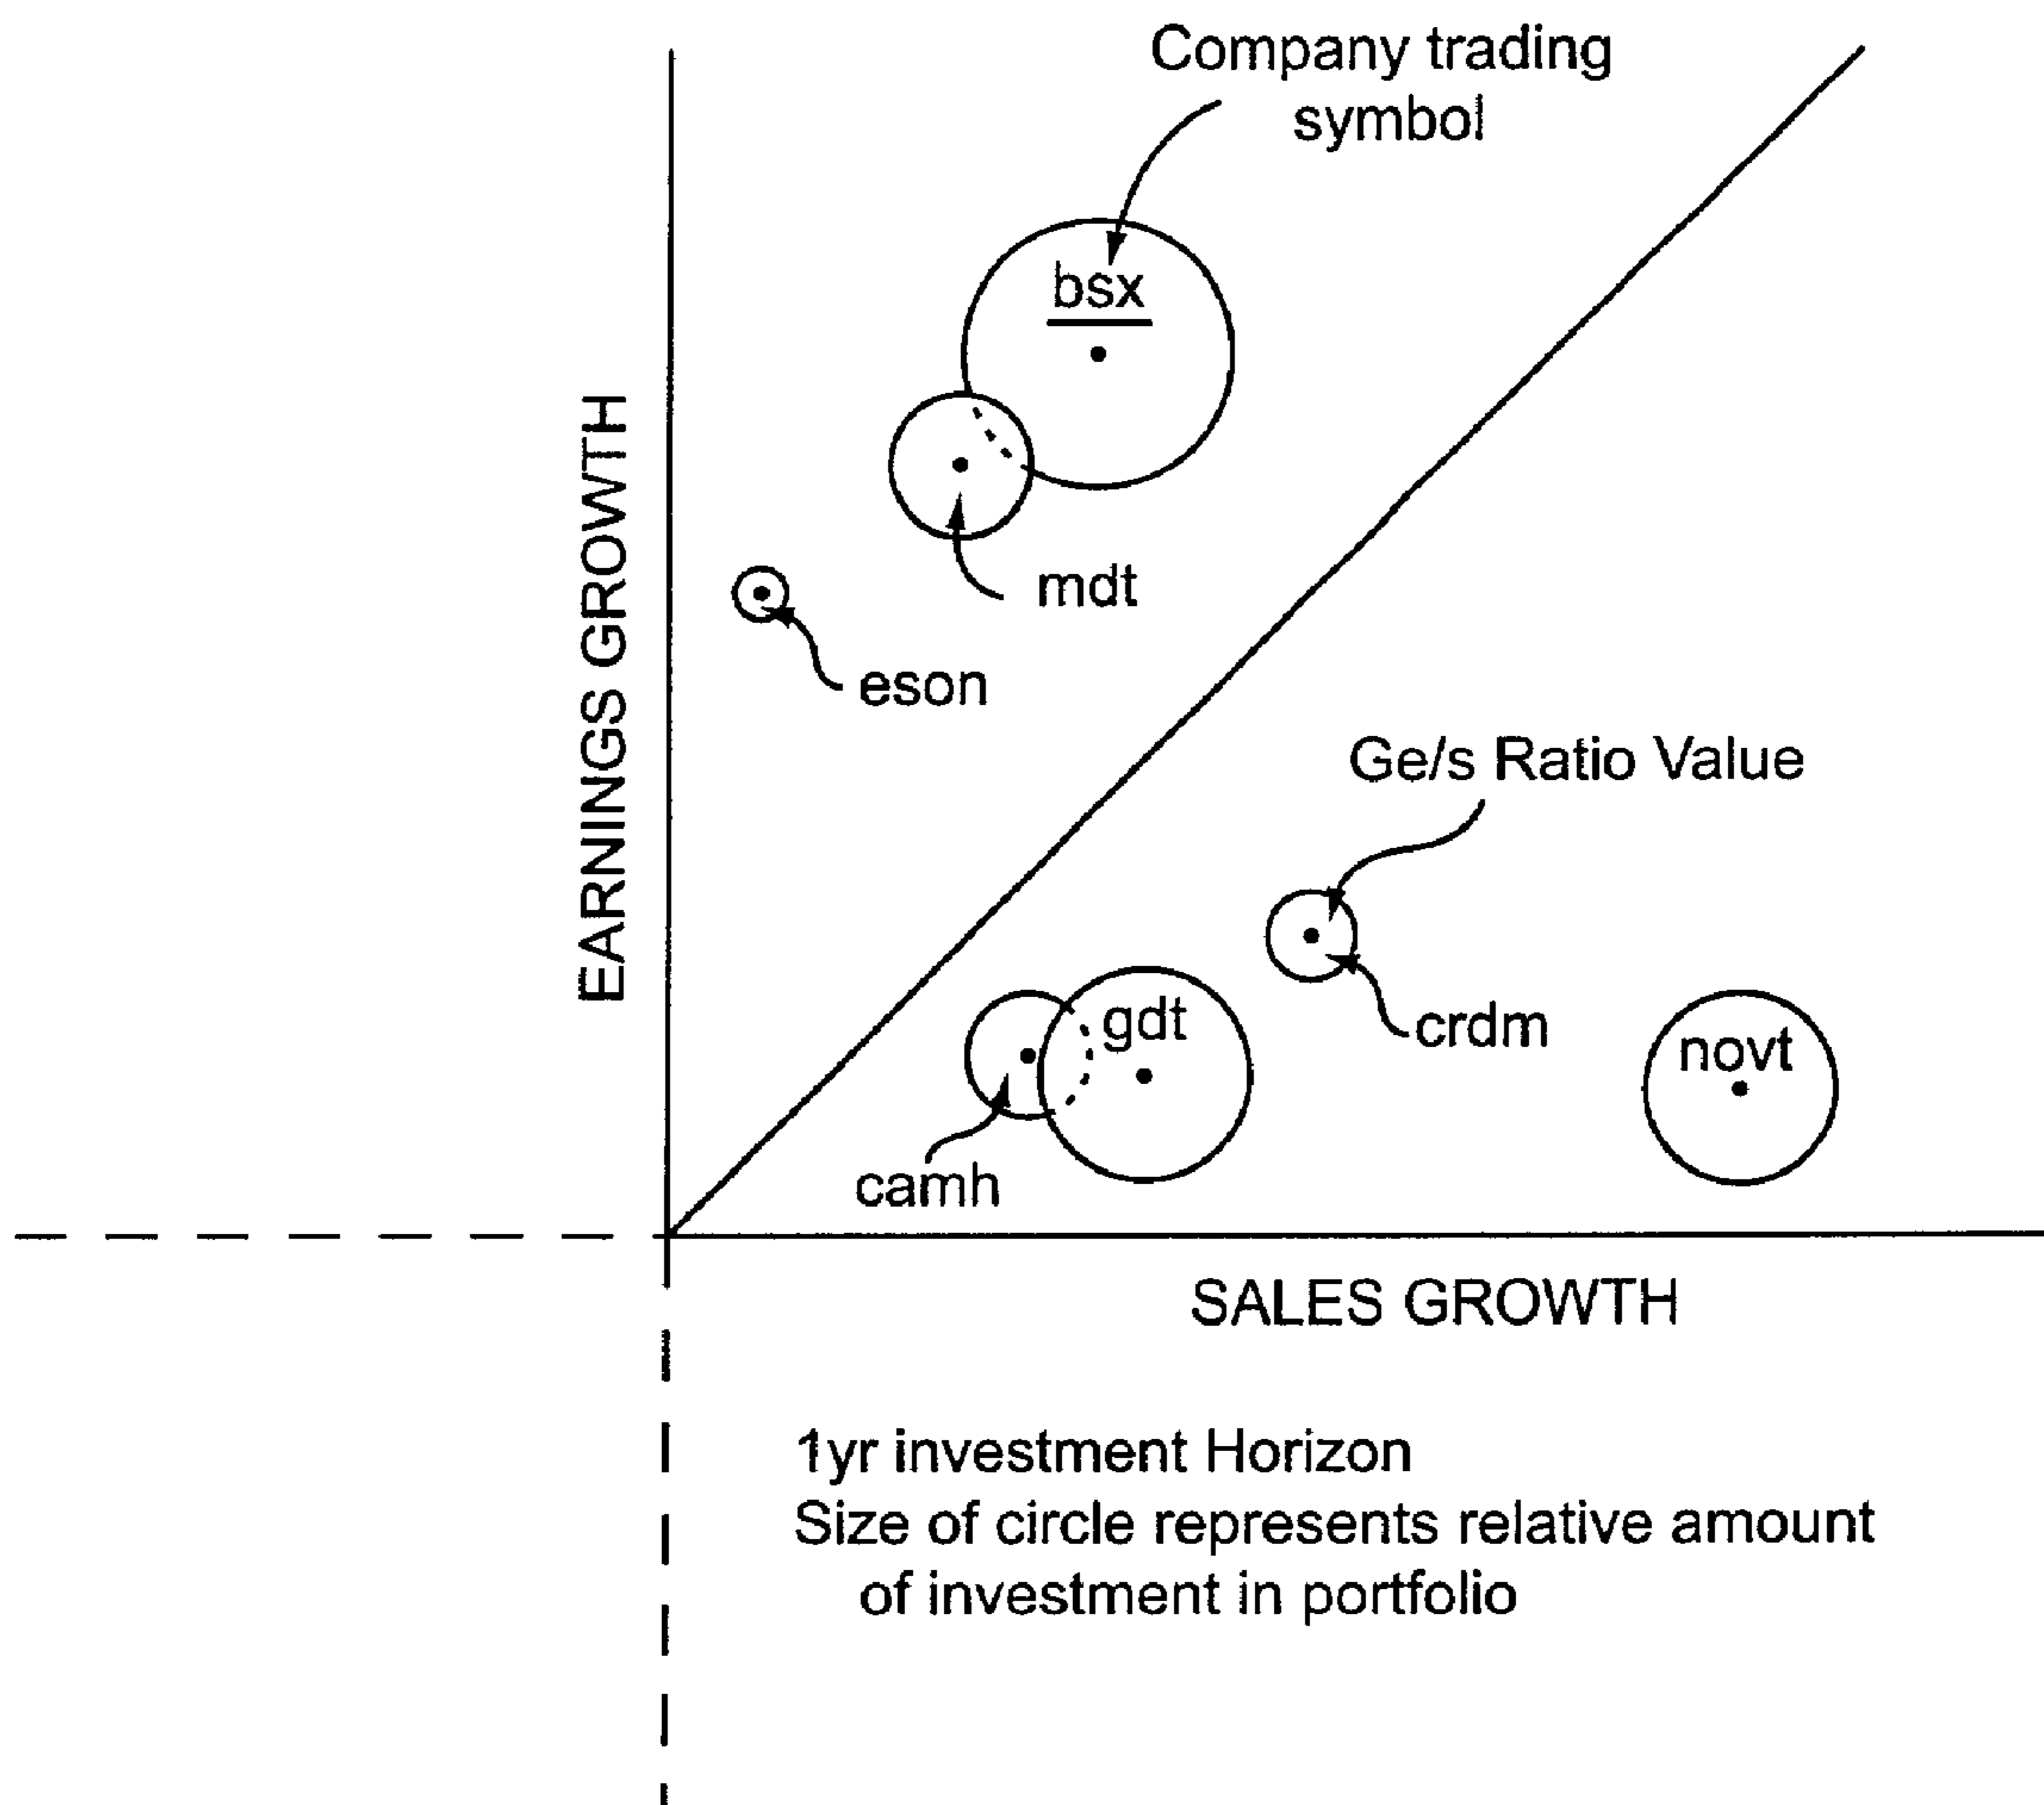 Company trading
symbol
bsx
mdt
eson
EARNINGS GROWTH
Ge/s Ratio Value
crdm
gdt
novt
camh
SALES GROWTH
1yr investment Horizon
Size of circle represents relative amount
of investment in portfolio